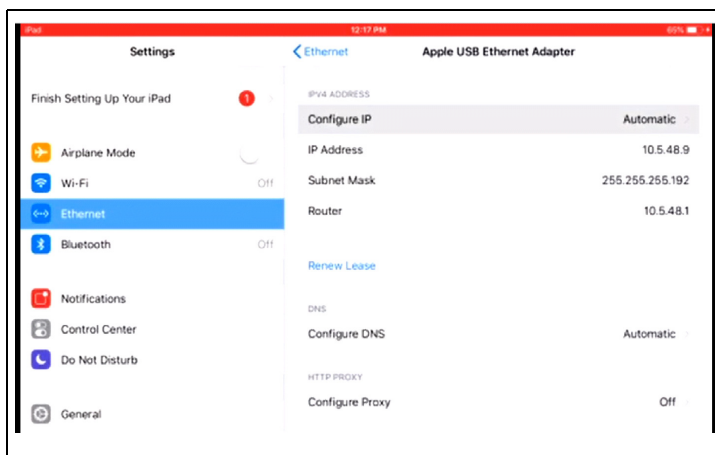 iPad 12:17 PM 65%
Settings
Ethernet
Apple USB Ethernet Adapter
Finish Setting Up Your iPad 1
Airplane Mode
Wi-Fi Off
Ethernet
Bluetooth Off
Notifications
Control Center
Do Not Disturb
General
IPV4 ADDRESS
Configure IP Automatic
IP Address 10.5.48.9
Subnet Mask 255.255.255.192
Router 10.5.48.1
Renew Lease
DNS
Configure DNS Automatic
HTTP PROXY
Configure Proxy Off